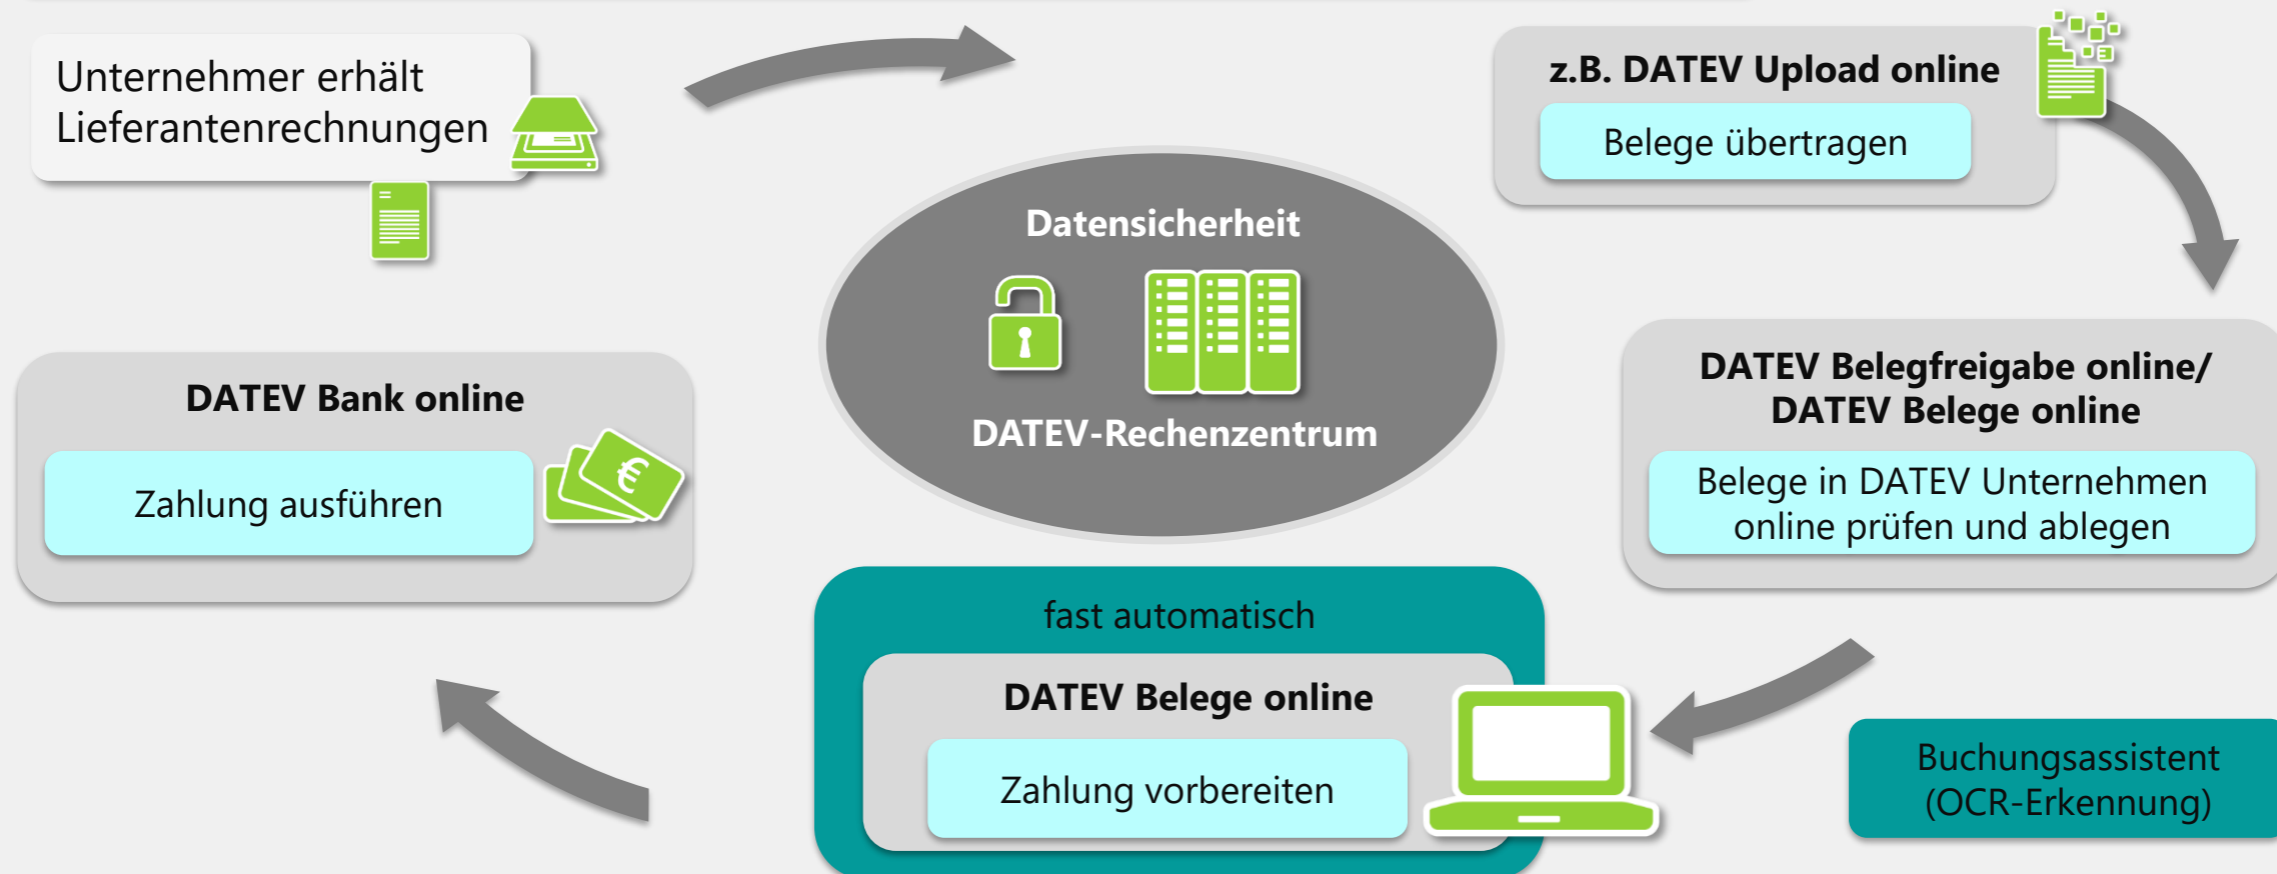 Unternehmer erhält
Lieferantenrechnungen
z.B. DATEV Upload online
Belege übertragen
Datensicherheit
DATEV-Rechenzentrum
DATEV Belegfreigabe online/
DATEV Belege online
Belege in DATEV Unternehmen
online prüfen und ablegen
DATEV Bank online
Zahlung ausführen
€
fast automatisch
DATEV Belege online
Zahlung vorbereiten
Buchungsassistent
(OCR-Erkennung)